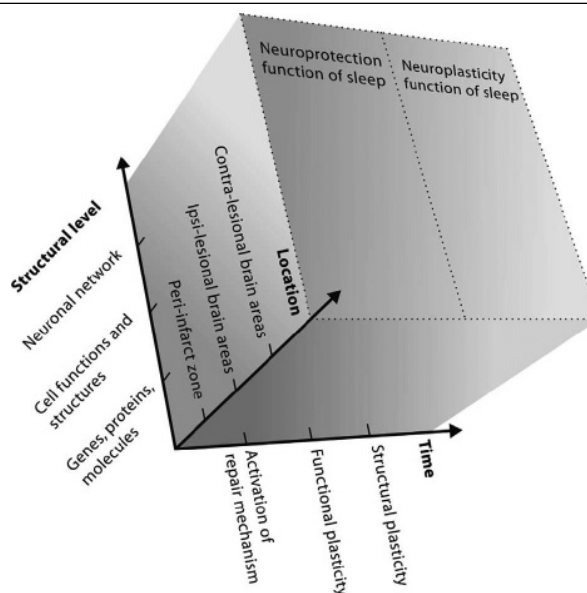 Neuroprotection
function of sleep
Neuroplasticity
function of sleep
Structural level
Neuronal network
Cell functions and
structures
Genes, proteins,
molecules
Location
Contra-lesional brain areas
Ipsi-lesional brain areas
Peri-infarct zone
Time
Activation of
repair mechanism
Functional plasticity
Structural plasticity